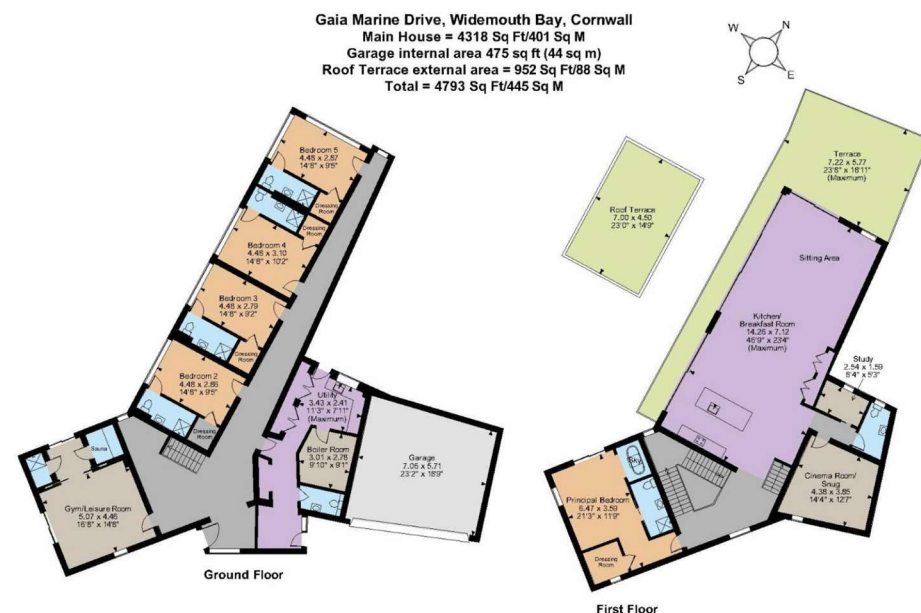 Gaia Marine Drive, Widemouth Bay, Cornwall
Main House = 4318 Sq Ft/401 Sq M
Garage internal area 475 sq ft (44 sq m)
Roof Terrace external area = 952 Sq Ft/88 Sq M
Total = 4793 Sq Ft/445 Sq M
W
N
S
E
Bedroom 5
4.48 x 2.87
14'8" x 9'5"
Dressing
Room
Bedroom 4
4.48 x 3.10
14'8" x 10'2"
Dressing
Room
Bedroom 3
4.48 x 2.79
14'8" x 9'2"
Dressing
Room
Bedroom 2
4.48 x 2.86
14'8" x 9'5"
Dressing
Room
Sauna
Gym/Leisure Room
5.07 x 4.46
16'8" x 14'8"
Utility
3.43 x 2.41
11'3" x 7'11"
(Maximum)
Boiler Room
3.01 x 2.78
9'10" x 9'1"
Garage
7.06 x 5.71
23'2" x 18'9"
Ground Floor
Roof Terrace
7.00 x 4.50
23'0" x 14'9"
Terrace
7.22 x 5.77
23'8" x 18'11"
(Maximum)
Sitting Area
Kitchen/
Breakfast Room
14.26 x 7.12
46'9" x 23'4"
(Maximum)
Study
2.54 x 1.59
8'4" x 5'3"
Cinema Room/
Snug
4.38 x 3.85
14'4" x 12'7"
Sky
Principal Bedroom
6.47 x 3.59
21'3" x 11'9"
Dressing
Room
First Floor